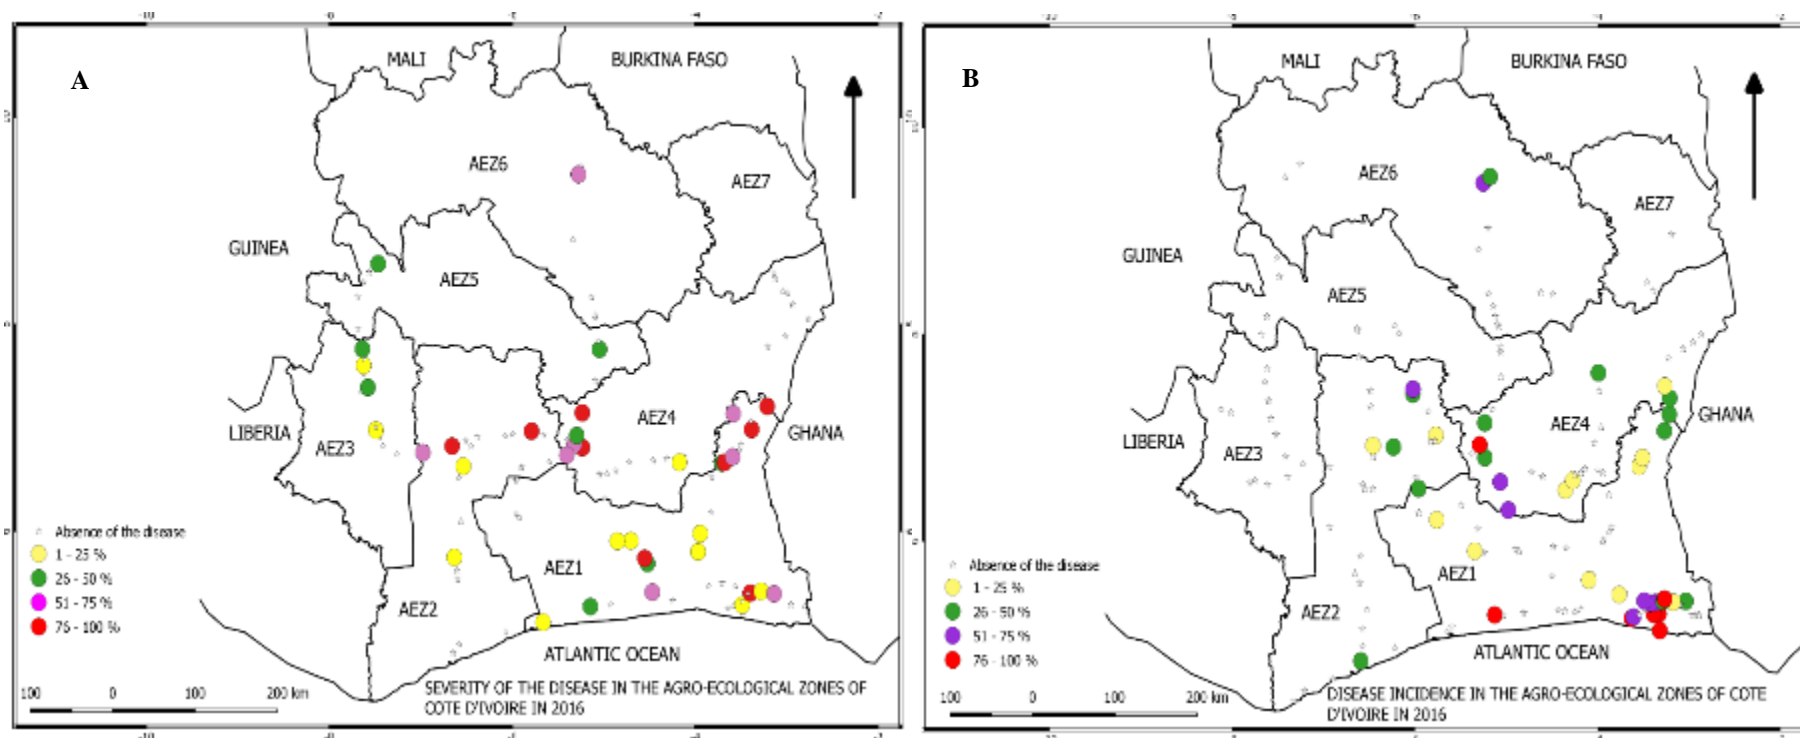 A
MALI
BURKINA FASO
AEZ6
AEZ7
GUINEA
AEZ5
AEZ4
LIBERIA
AEZ3
GHANA
Absence of the disease
1 - 25 %
26 - 50 %
51 - 75 %
76 - 100 %
AEZ1
AEZ2
ATLANTIC OCEAN
100 0 100 200 km
SEVERITY OF THE DISEASE IN THE AGRO-ECOLOGICAL ZONES OF
COTE D'IVOIRE IN 2016
B
MALI
BURKINA FASO
AEZ6
AEZ7
GUINEA
AEZ5
AEZ4
GHANA
LIBERIA
AEZ3
Absence of the disease
1 - 25 %
26 - 50 %
51 - 75 %
76 - 100 %
AEZ1
AEZ2
ATLANTIC OCEAN
100 0 100 200 km
DISEASE INCIDENCE IN THE AGRO-ECOLOGICAL ZONES OF COTE
D'IVOIRE IN 2016